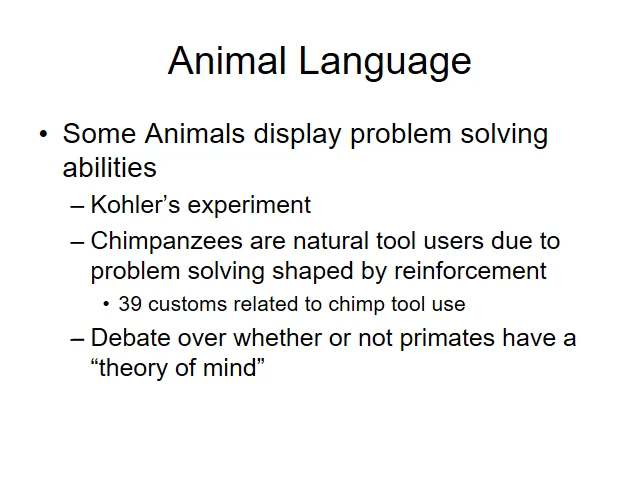 Animal Language
• Some Animals display problem solving
abilities
– Kohler’s experiment
– Chimpanzees are natural tool users due to
problem solving shaped by reinforcement
• 39 customs related to chimp tool use
– Debate over whether or not primates have a
“theory of mind”